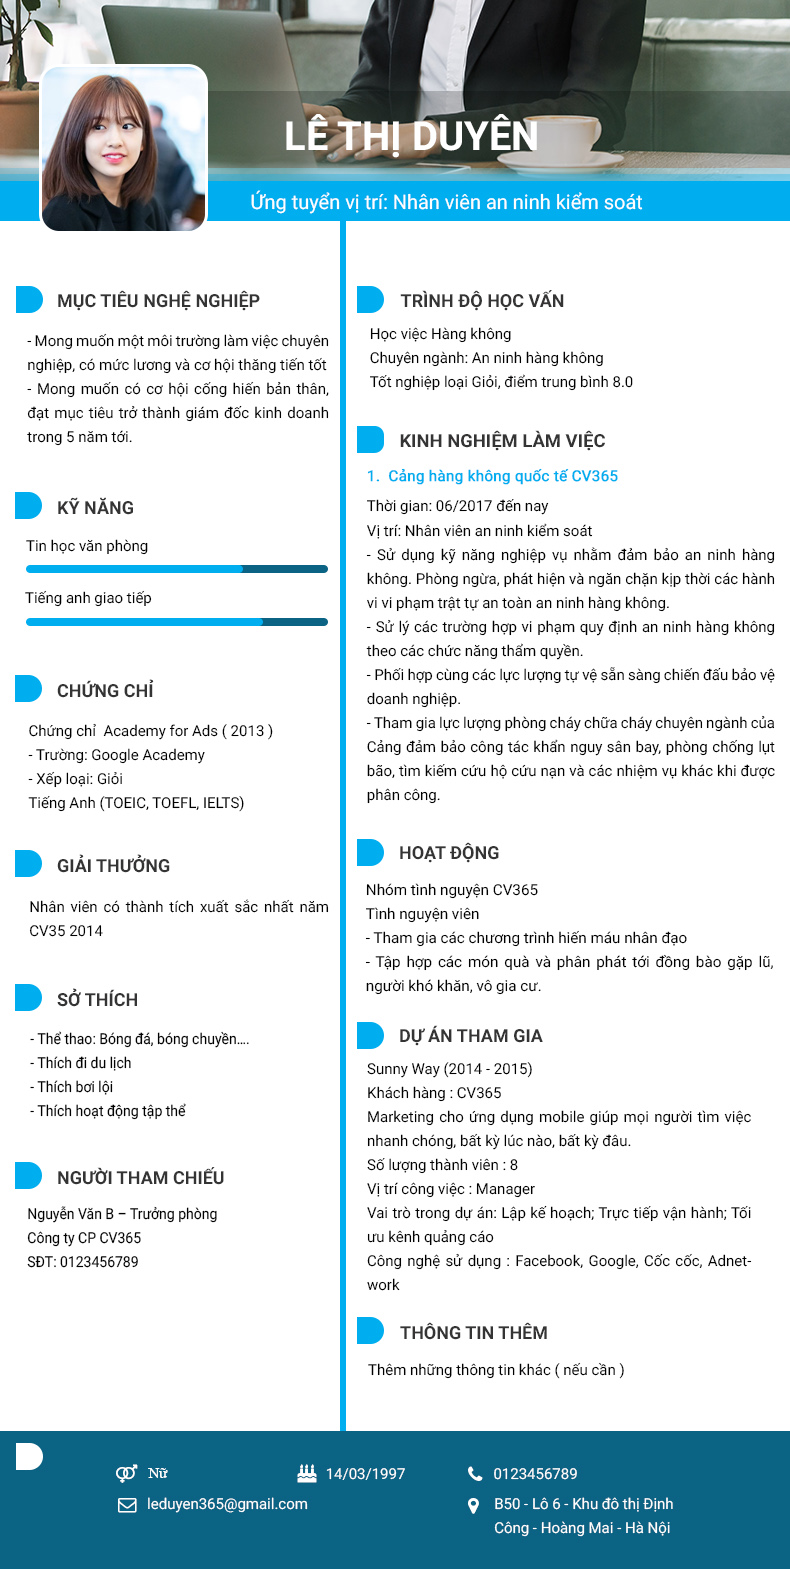 LÊ THỊ DUYÊN
Ứng tuyển vị trí: Nhân viên an ninh kiểm soát
MỤC TIÊU NGHỆ NGHIỆP
- Mong muốn một môi trường làm việc chuyên
nghiệp, có mức lương và cơ hội thăng tiến tốt
- Mong muốn có cơ hội cống hiến bản thân,
đạt mục tiêu trở thành giám đốc kinh doanh
trong 5 năm tới.
KỸ NĂNG
Tin học văn phòng
Tiếng anh giao tiếp
CHỨNG CHỈ
Chứng chỉ  Academy for Ads ( 2013 )
- Trường: Google Academy
- Xếp loại: Giỏi
Tiếng Anh (TOEIC, TOEFL, IELTS)
GIẢI THƯỞNG
Nhân viên có thành tích xuất sắc nhất năm
CV35 2014
SỞ THÍCH
- Thể thao: Bóng đá, bóng chuyền....
- Thích đi du lịch
- Thích bơi lội
- Thích hoạt động tập thể
NGƯỜI THAM CHIẾU
Nguyễn Văn B – Trưởng phòng
Công ty CP CV365
SĐT: 0123456789
TRÌNH ĐỘ HỌC VẤN
Học việc Hàng không
Chuyên ngành: An ninh hàng không
Tốt nghiệp loại Giỏi, điểm trung bình 8.0
KINH NGHIỆM LÀM VIỆC
1.  Cảng hàng không quốc tế CV365
Thời gian: 06/2017 đến nay
Vị trí: Nhân viên an ninh kiểm soát
- Sử dụng kỹ năng nghiệp vụ nhằm đảm bảo an ninh hàng
không. Phòng ngừa, phát hiện và ngăn chặn kịp thời các hành
vi vi phạm trật tự an toàn an ninh hàng không.
- Sử lý các trường hợp vi phạm quy định an ninh hàng không
theo các chức năng thẩm quyền.
- Phối hợp cùng các lực lượng tự vệ sẵn sàng chiến đấu bảo vệ
doanh nghiệp.
- Tham gia lực lượng phòng cháy chữa cháy chuyên ngành của
Cảng đảm bảo công tác khẩn nguy sân bay, phòng chống lụt
bão, tìm kiếm cứu hộ cứu nạn và các nhiệm vụ khác khi được
phân công.
HOẠT ĐỘNG
Nhóm tình nguyện CV365
Tình nguyện viên
- Tham gia các chương trình hiến máu nhân đạo
- Tập hợp các món quà và phân phát tới đồng bào gặp lũ,
người khó khăn, vô gia cư.
DỰ ÁN THAM GIA
Sunny Way (2014 - 2015)
Khách hàng : CV365
Marketing cho ứng dụng mobile giúp mọi người tìm việc
nhanh chóng, bất kỳ lúc nào, bất kỳ đâu.
Số lượng thành viên : 8
Vị trí công việc : Manager
Vai trò trong dự án: Lập kế hoạch; Trực tiếp vận hành; Tối
ưu kênh quảng cáo
Công nghệ sử dụng : Facebook, Google, Cốc cốc, Adnet-
work
THÔNG TIN THÊM
Thêm những thông tin khác ( nếu cần )
Nữ
14/03/1997
0123456789
leduyen365@gmail.com
B50 - Lô 6 - Khu đô thị Định
Công - Hoàng Mai - Hà Nội